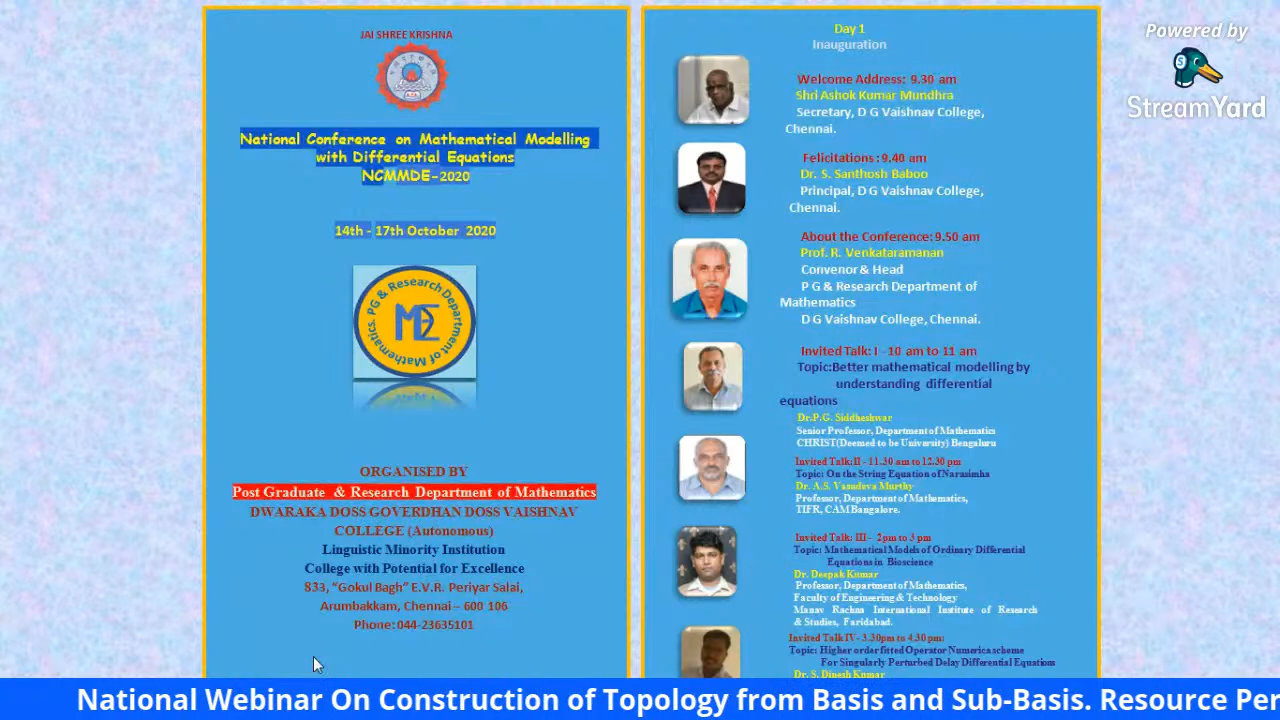 JAI SHREE KRISHNA
National Conference on Mathematical Modelling
with Differential Equations
NCMMDE-2020
14th - 17th October 2020
PG & Research Department of Mathematics.
ORGANISED BY
Post Graduate & Research Department of Mathematics
DWARAKA DOSS GOVERDHAN DOSS VAISHNAV
COLLEGE (Autonomous)
Linguistic Minority Institution
College with Potential for Excellence
833, “Gokul Bagh” E.V.R. Periyar Salai,
Arumbakkam, Chennai – 600 106
Phone: 044-23635101
Day 1
Inauguration
Welcome Address: 9.30 am
Shri Ashok Kumar Mundhra
Secretary, D G Vaishnav College,
Chennai.
Felicitations : 9.40 am
Dr. S. Santhosh Baboo
Principal, D G Vaishnav College,
Chennai.
About the Conference: 9.50 am
Prof. R. Venkataramanan
Convenor & Head
P G & Research Department of
Mathematics
D G Vaishnav College, Chennai.
Invited Talk: I - 10 am to 11 am
Topic:Better mathematical modelling by
understanding differential
equations
Dr.P.G. Siddheshwar
Senior Professor, Department of Mathematics
CHRIST(Deemed to be University) Bengaluru
Invited Talk: II - 11.30 am to 12.30 pm
Topic: On the String Equation of Narasimha
Dr. A.S. Vasudeva Murthy
Professor, Department of Mathematics,
TIFR, CAM Bangalore.
Invited Talk: III - 2pm to 3 pm
Topic: Mathematical Models of Ordinary Differential
Equations in Bioscience
Dr. Deepak Kumar
Professor, Department of Mathematics,
Faculty of Engineering & Technology
Manav Rachna International Institute of Research
& Studies, Faridabad.
Invited Talk IV- 3.30pm to 4.30 pm:
Topic: Higher order fitted Operator Numerica scheme
For Singularly Perturbed Delay Differential Equation
Dr. S. Dinesh Kumar
Powered by
StreamYard
National Webinar On Construction of Topology from Basis and Sub-Basis. Resource Per